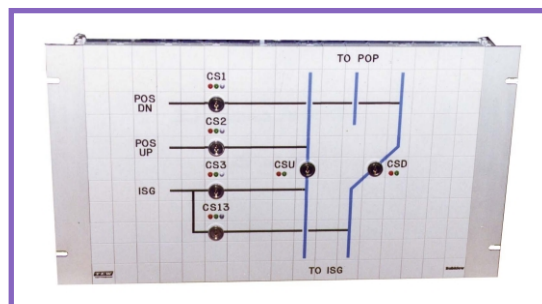 TO POP
CS1
POS
DN
CS2
POS
UP
CS3
CSU
CSD
ISG
CS13
TO ISG